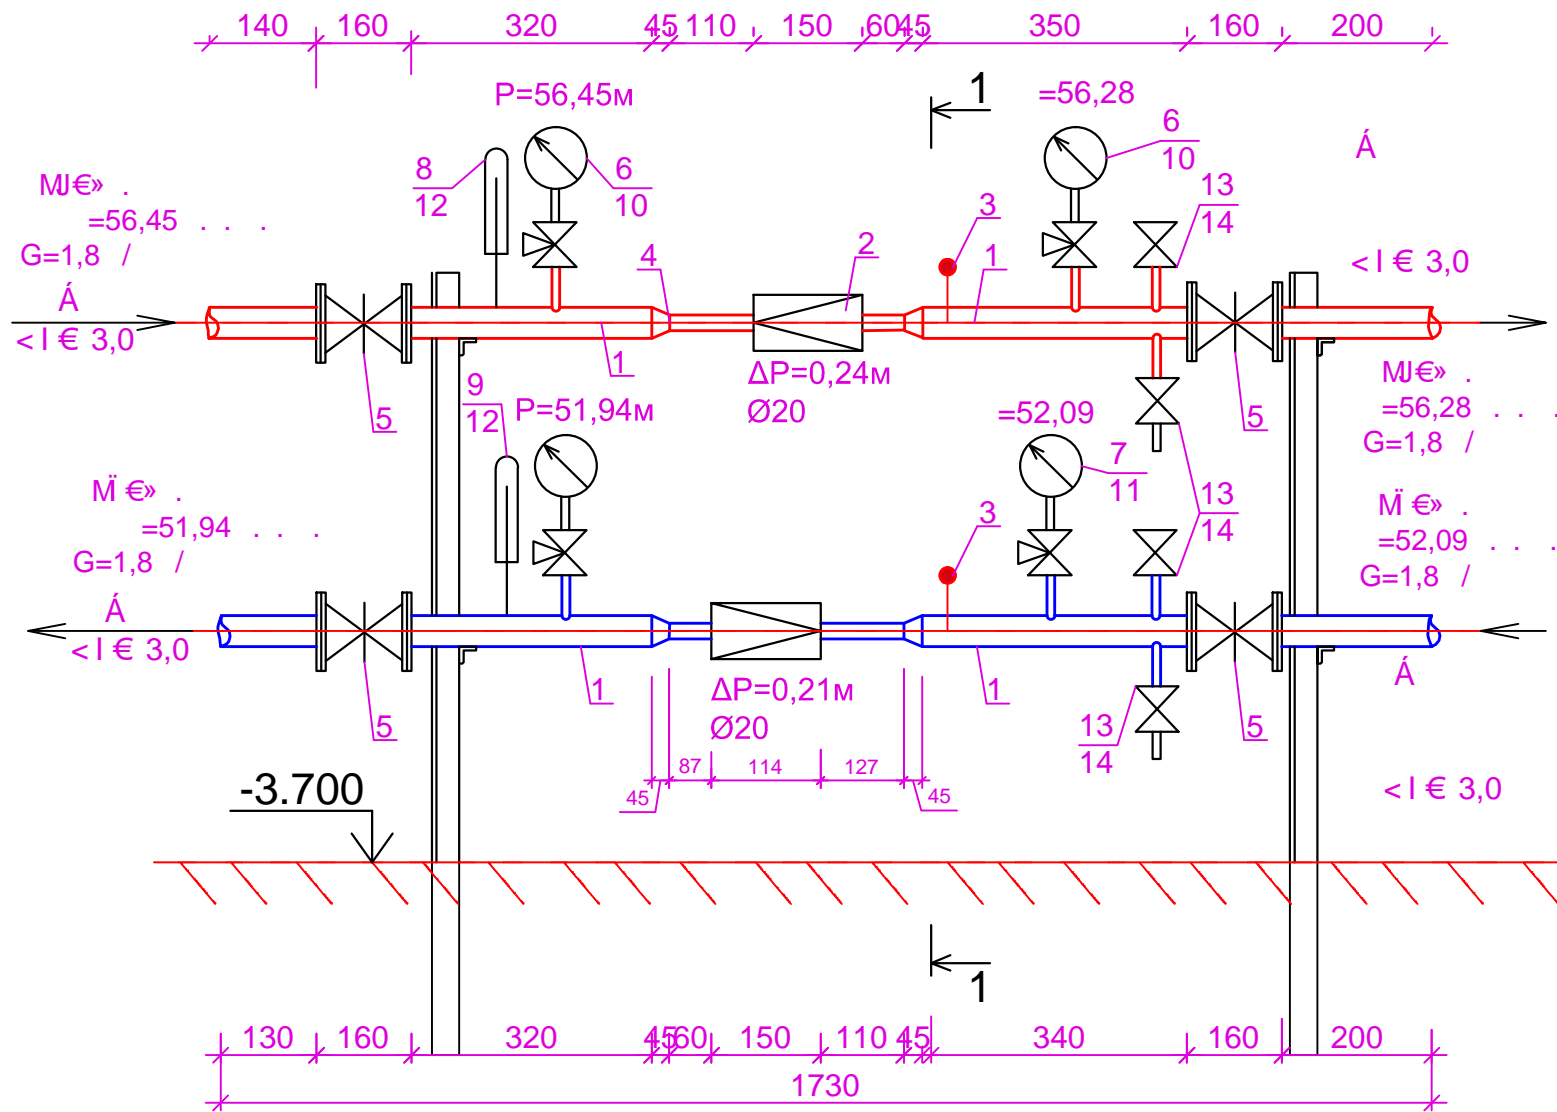 140 160 320 45 110 150 60 45 350 160 200
P=56,45м
1
=56,28
6
10
Á
8
12
6
10
13
14
MJ€» .
=56,45 . . .
G=1,8 /
Á
<I € 3,0
3
4
2
1
<I € 3,0
1
5
ΔP=0,24м
Ø20
5
MJ€» .
=56,28 . . .
G=1,8 /
9
12
P=51,94м
=52,09
7
11
13
14
MÏ €» .
=51,94 . . .
G=1,8 /
Á
<I € 3,0
3
MÏ €» .
=52,09 . . .
G=1,8 /
Á
1
5
ΔP=0,21м
Ø20
1
13
14
5
87 114 127
45 45
-3.700
<I € 3,0
1
130 160 320 45 60 150 110 45 340 160 200
1730